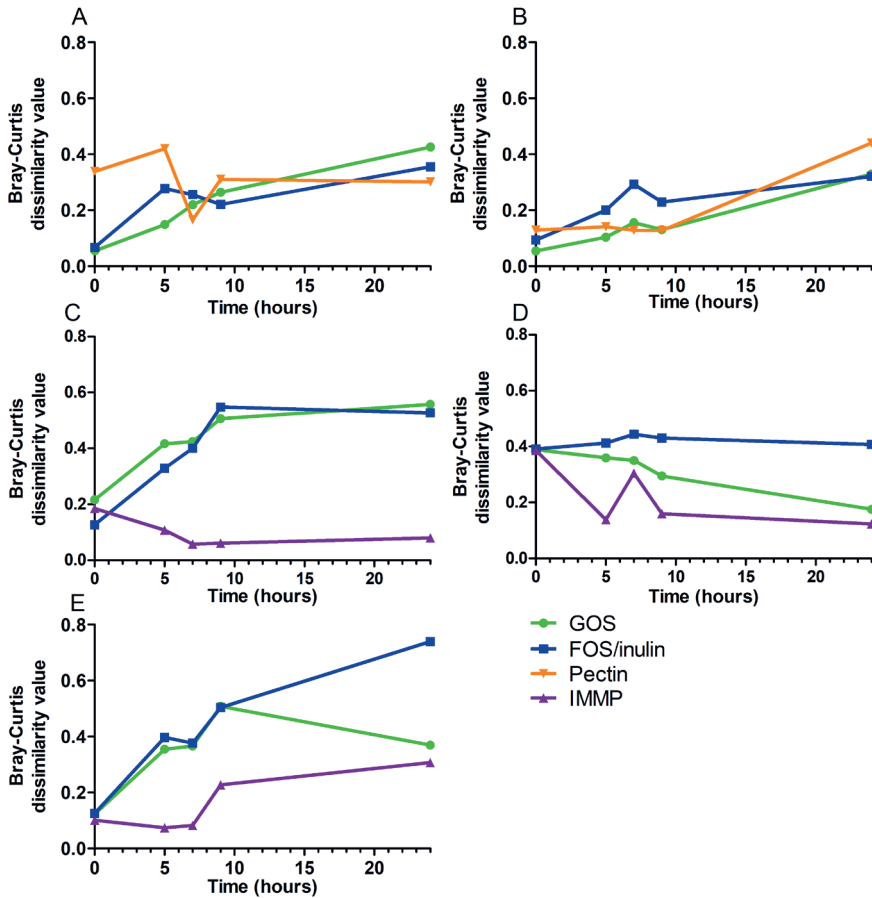 A
Bray-Curtis
dissimilarity value
0.8
0.6
0.4
0.2
0.0
0 5 10 15 20
Time (hours)
B
Bray-Curtis
dissimilarity value
0.8
0.6
0.4
0.2
0.0
0 5 10 15 20
Time (hours)
C
Bray-Curtis
dissimilarity value
0.8
0.6
0.4
0.2
0.0
0 5 10 15 20
Time (hours)
D
Bray-Curtis
dissimilarity value
0.8
0.6
0.4
0.2
0.0
0 5 10 15 20
Time (hours)
E
Bray-Curtis
dissimilarity value
0.8
0.6
0.4
0.2
0.0
0 5 10 15 20
Time (hours)
GOS
FOS/inulin
Pectin
IMMP